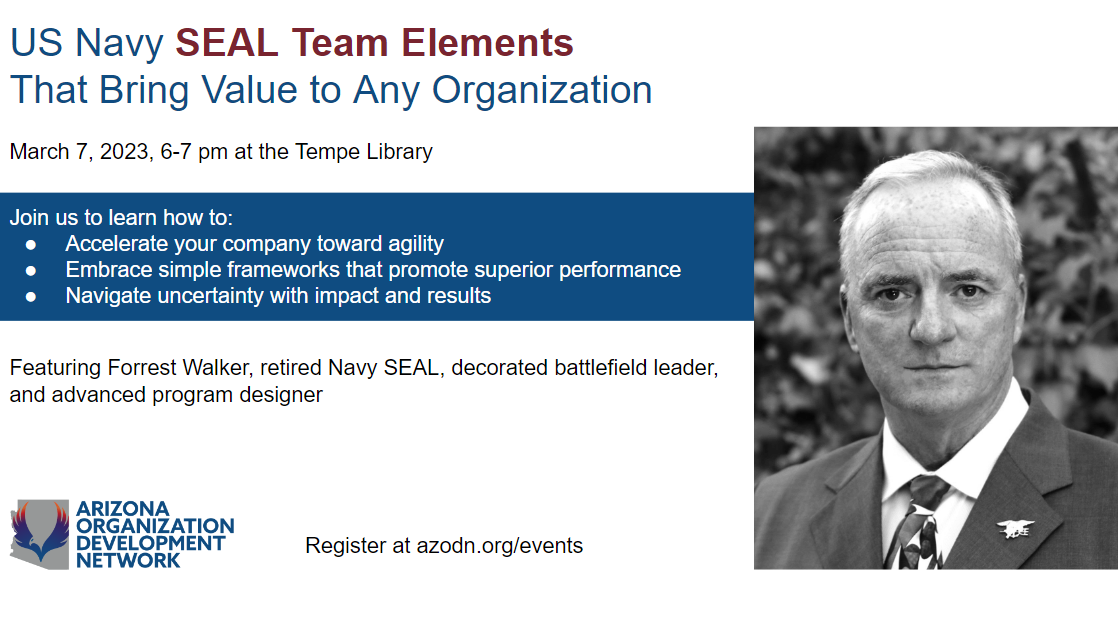 US Navy SEAL Team Elements
That Bring Value to Any Organization
March 7, 2023, 6-7 pm at the Tempe Library
Join us to learn how to:
● Accelerate your company toward agility
● Embrace simple frameworks that promote superior performance
● Navigate uncertainty with impact and results
Featuring Forrest Walker, retired Navy SEAL, decorated battlefield leader,
and advanced program designer
ARIZONA
ORGANIZATION
DEVELOPMENT
NETWORK
Register at azodn.org/events